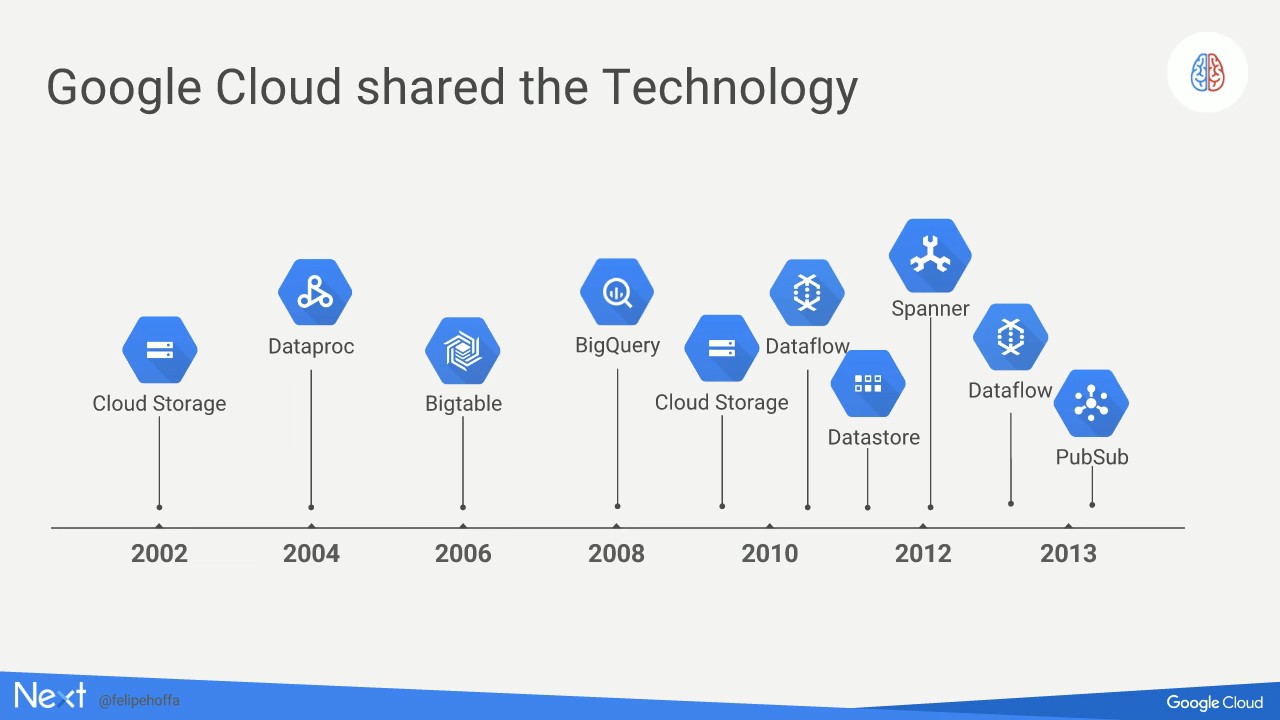 Google Cloud shared the Technology
Spanner
Dataproc
BigQuery
Dataflow
Cloud Storage
Bigtable
Cloud Storage
Datastore
Dataflow
PubSub
2002
2004
2006
2008
2010
2012
2013
Next
@felipehoffa
Google Cloud